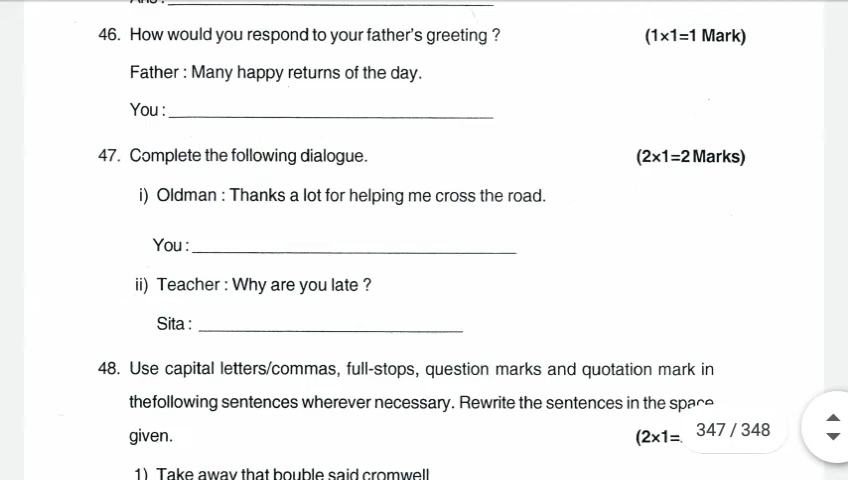 46. How would you respond to your father's greeting ? (1×1=1 Mark)
Father : Many happy returns of the day.
You :
47. Complete the following dialogue. (2×1=2 Marks)
i) Oldman : Thanks a lot for helping me cross the road.
You :
ii) Teacher : Why are you late ?
Sita :
48. Use capital letters/commas, full-stops, question marks and quotation mark in
thefollowing sentences wherever necessary. Rewrite the sentences in the space
given. (2×1=
347 / 348
1) Take away that bouble said cromwell